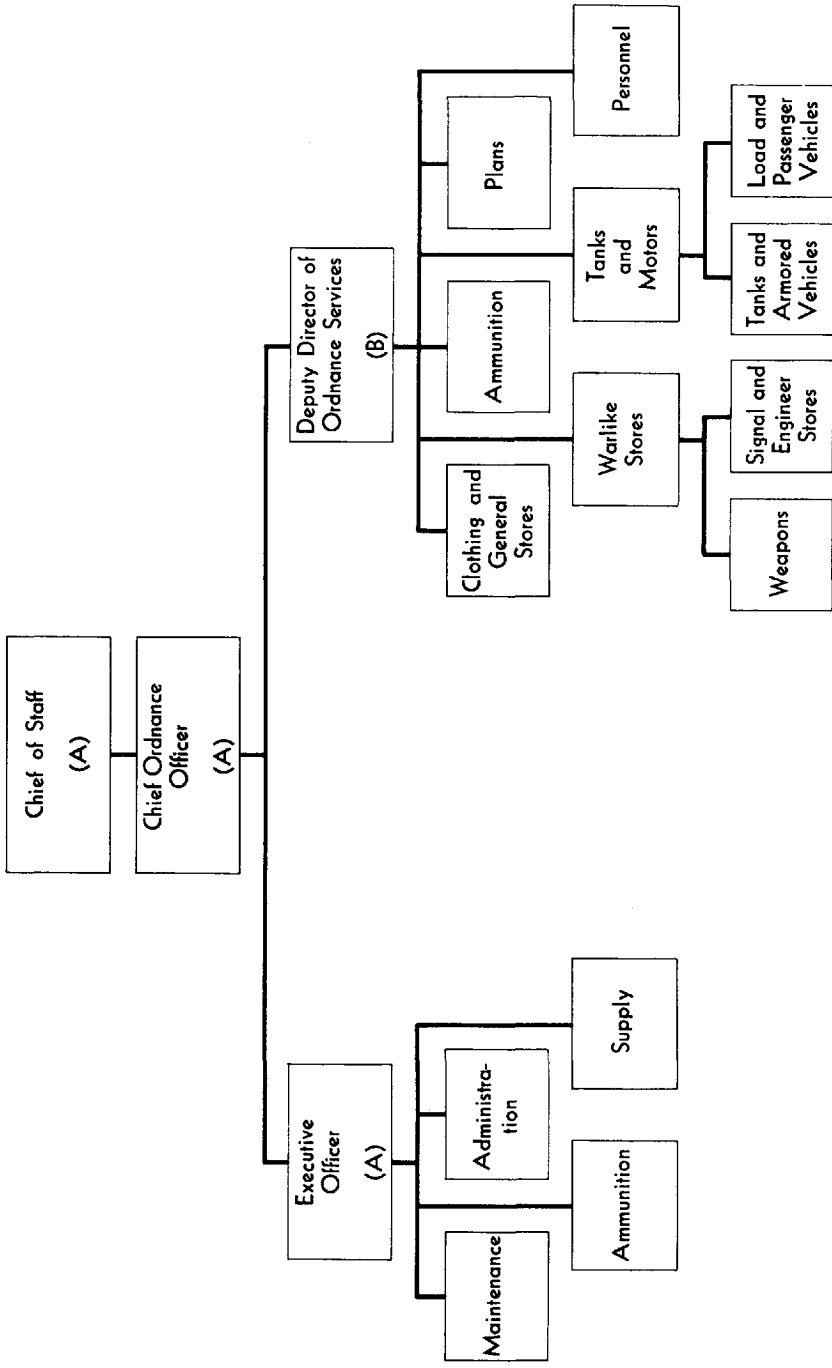 Chief of Staff
(A)
Chief Ordnance
Officer
(A)
Executive
Officer
(A)
Deputy Director of
Ordnance Services
(B)
Maintenance
Administra-
tion
Ammunition
Supply
Clothing and
General
Stores
Ammunition
Plans
Warlike
Stores
Tanks
and
Motors
Personnel
Weapons
Signal and
Engineer
Stores
Tanks and
Armored
Vehicles
Load and
Passenger
Vehicles